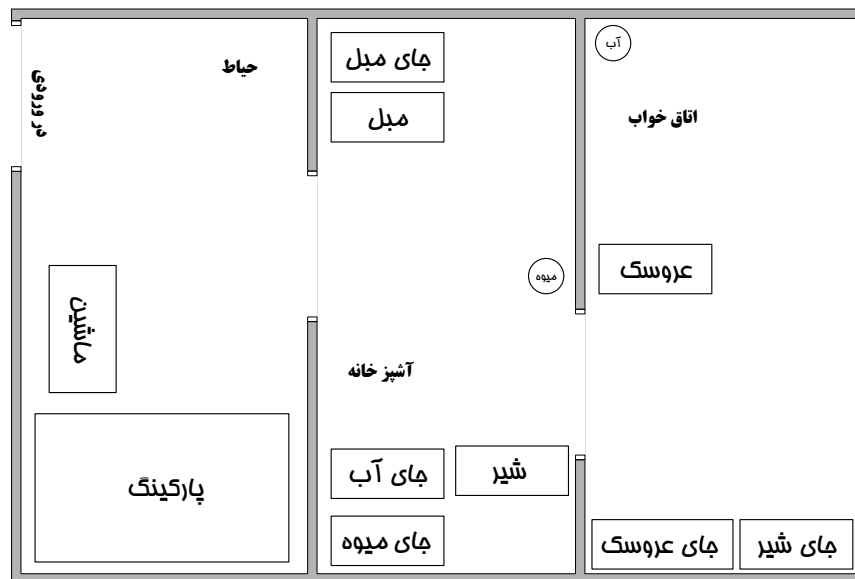 آب
جای مبل
حیاط
در ورودی
مبل
اتاق خواب
میوه
عروسک
ماشین
آشپز خانه
شیر
جای آب
پارکینگ
جای میوه
جای عروسک
جای شیر